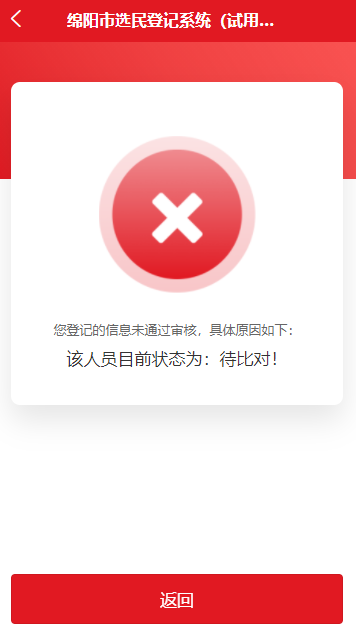 绵阳市选民登记系统（试用...
您登记的信息未通过审核，具体原因如下：
该人员目前状态为：待比对！
返回